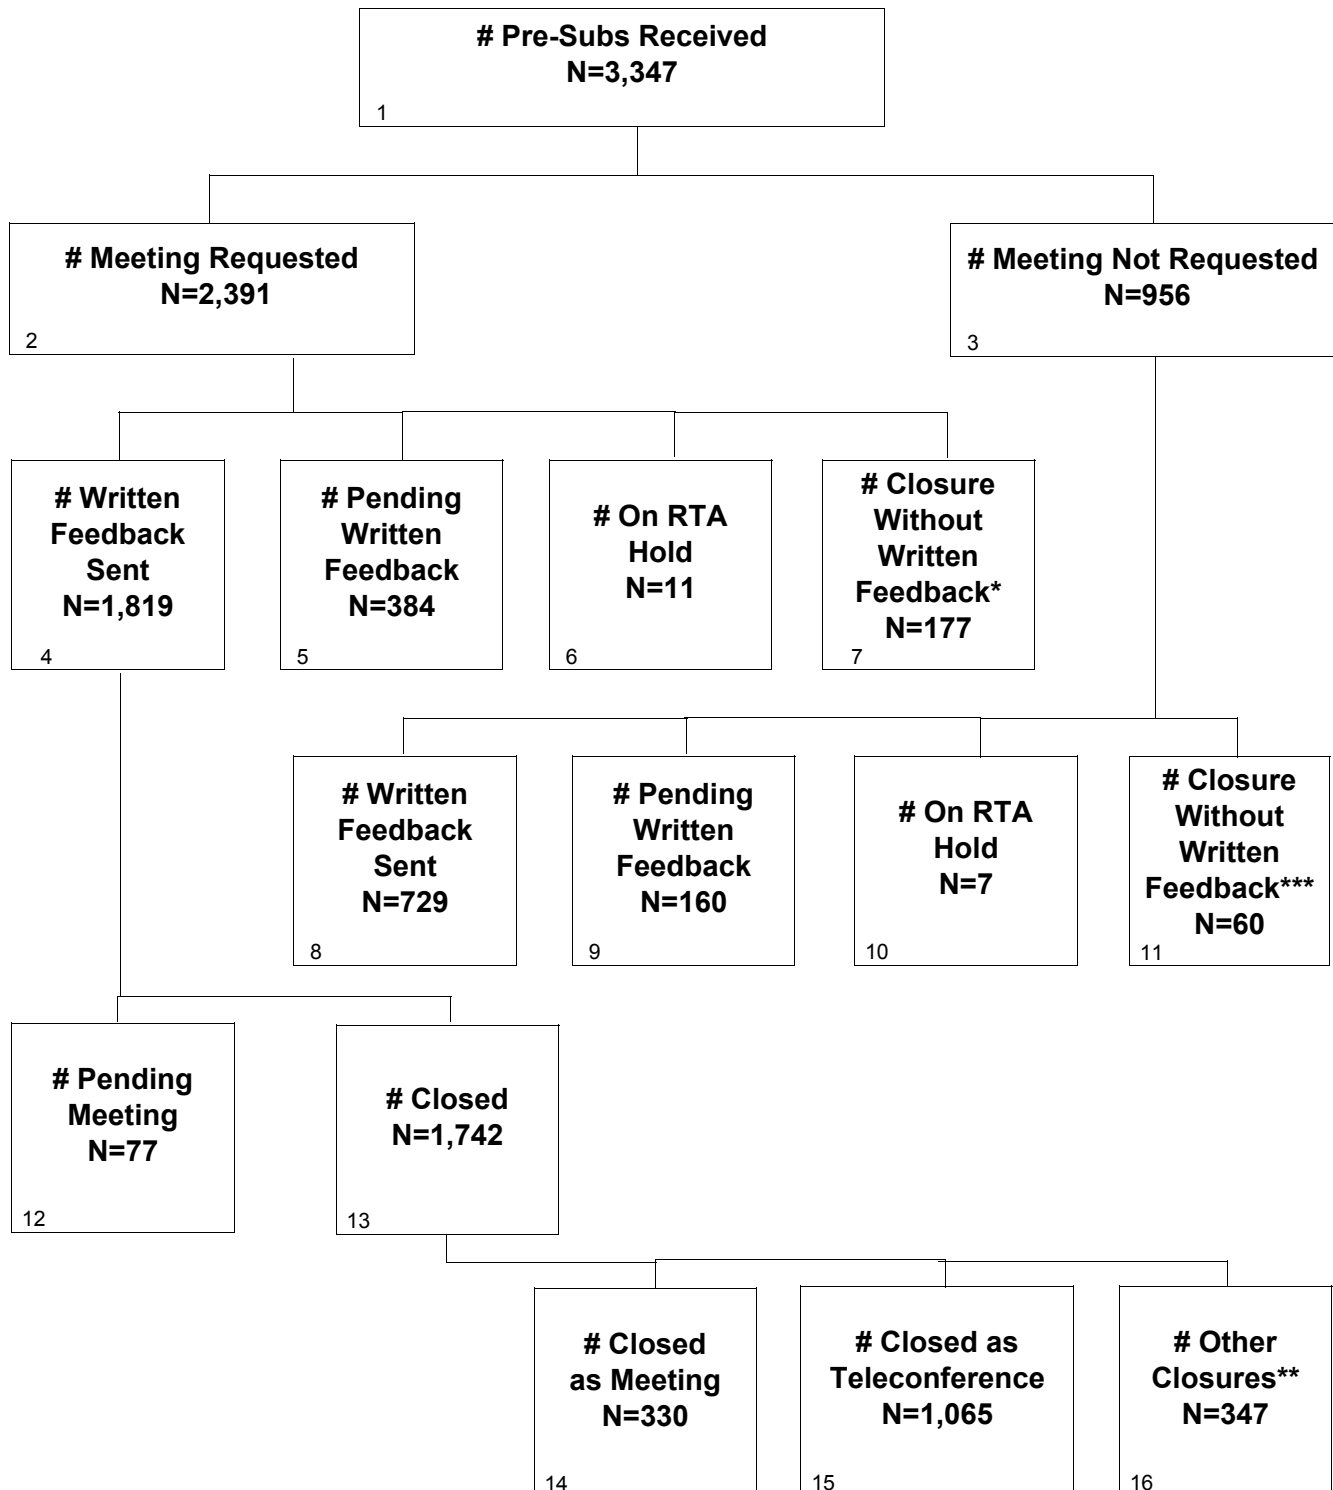 # Pre-Subs Received
N=3,347
1
# Meeting Requested
N=2,391
2
# Meeting Not Requested
N=956
3
# Written
Feedback
Sent
N=1,819
4
# Pending
Written
Feedback
N=384
5
# On RTA
Hold
N=11
6
# Closure
Without
Written
Feedback*
N=177
7
# Written
Feedback
Sent
N=729
8
# Pending
Written
Feedback
N=160
9
# On RTA
Hold
N=7
10
# Closure
Without
Written
Feedback***
N=60
11
# Pending
Meeting
N=77
12
# Closed
N=1,742
13
# Closed
as Meeting
N=330
14
# Closed as
Teleconference
N=1,065
15
# Other
Closures**
N=347
16